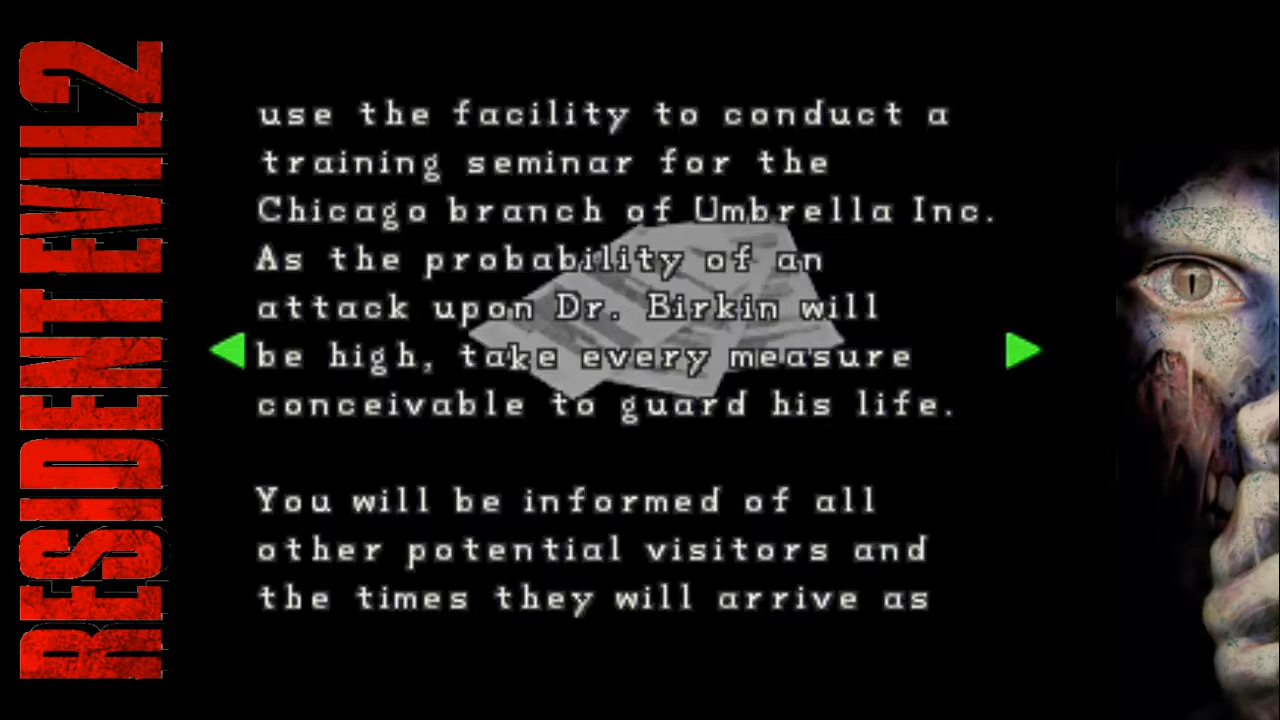 RESIDENT EVIL 2
use the facility to conduct a
training seminar for the
Chicago branch of Umbrella Inc.
As the probability of an
attack upon Dr. Birkin will
be high, take every measure
conceivable to guard his life.
You will be informed of all
other potential visitors and
the times they will arrive as